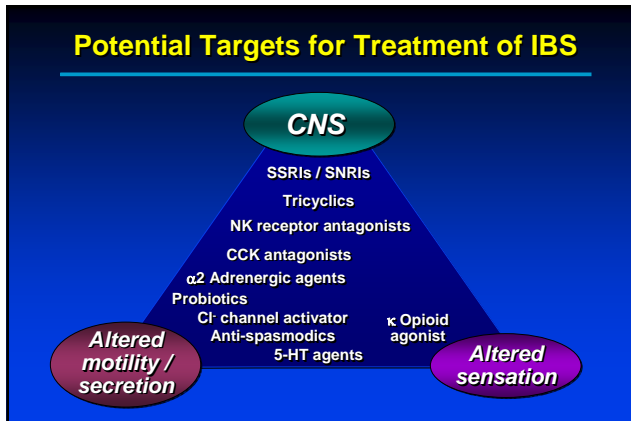 Potential Targets for Treatment of IBS
CNS
SSRIs / SNRIs
Tricyclics
NK receptor antagonists
CCK antagonists
α2 Adrenergic agents
Probiotics
Cl⁻ channel activator
Anti-spasmodics
5-HT agents
κ Opioid
agonist
Altered
motility /
secretion
Altered
sensation